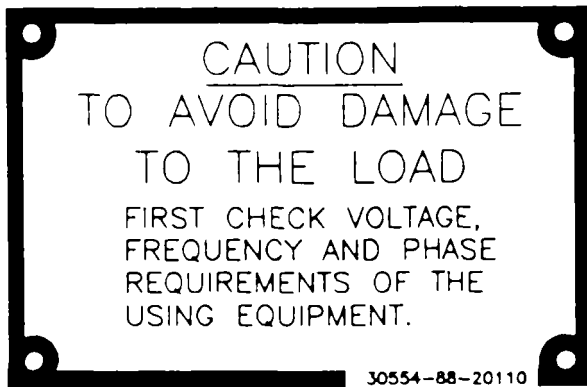 CAUTION
TO AVOID DAMAGE
TO THE LOAD
FIRST CHECK VOLTAGE,
FREQUENCY AND PHASE
REQUIREMENTS OF THE
USING EQUIPMENT.
30554-88-20110